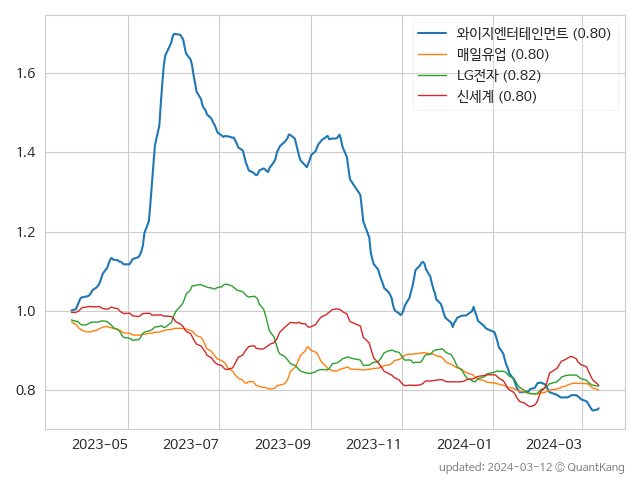 와이지엔터테인먼트 (0.80)
매일유업 (0.80)
LG전자 (0.82)
신세계 (0.80)
1.6
1.4
1.2
1.0
0.8
2023-05 2023-07 2023-09 2023-11 2024-01 2024-03
updated: 2024-03-12 © QuantKang